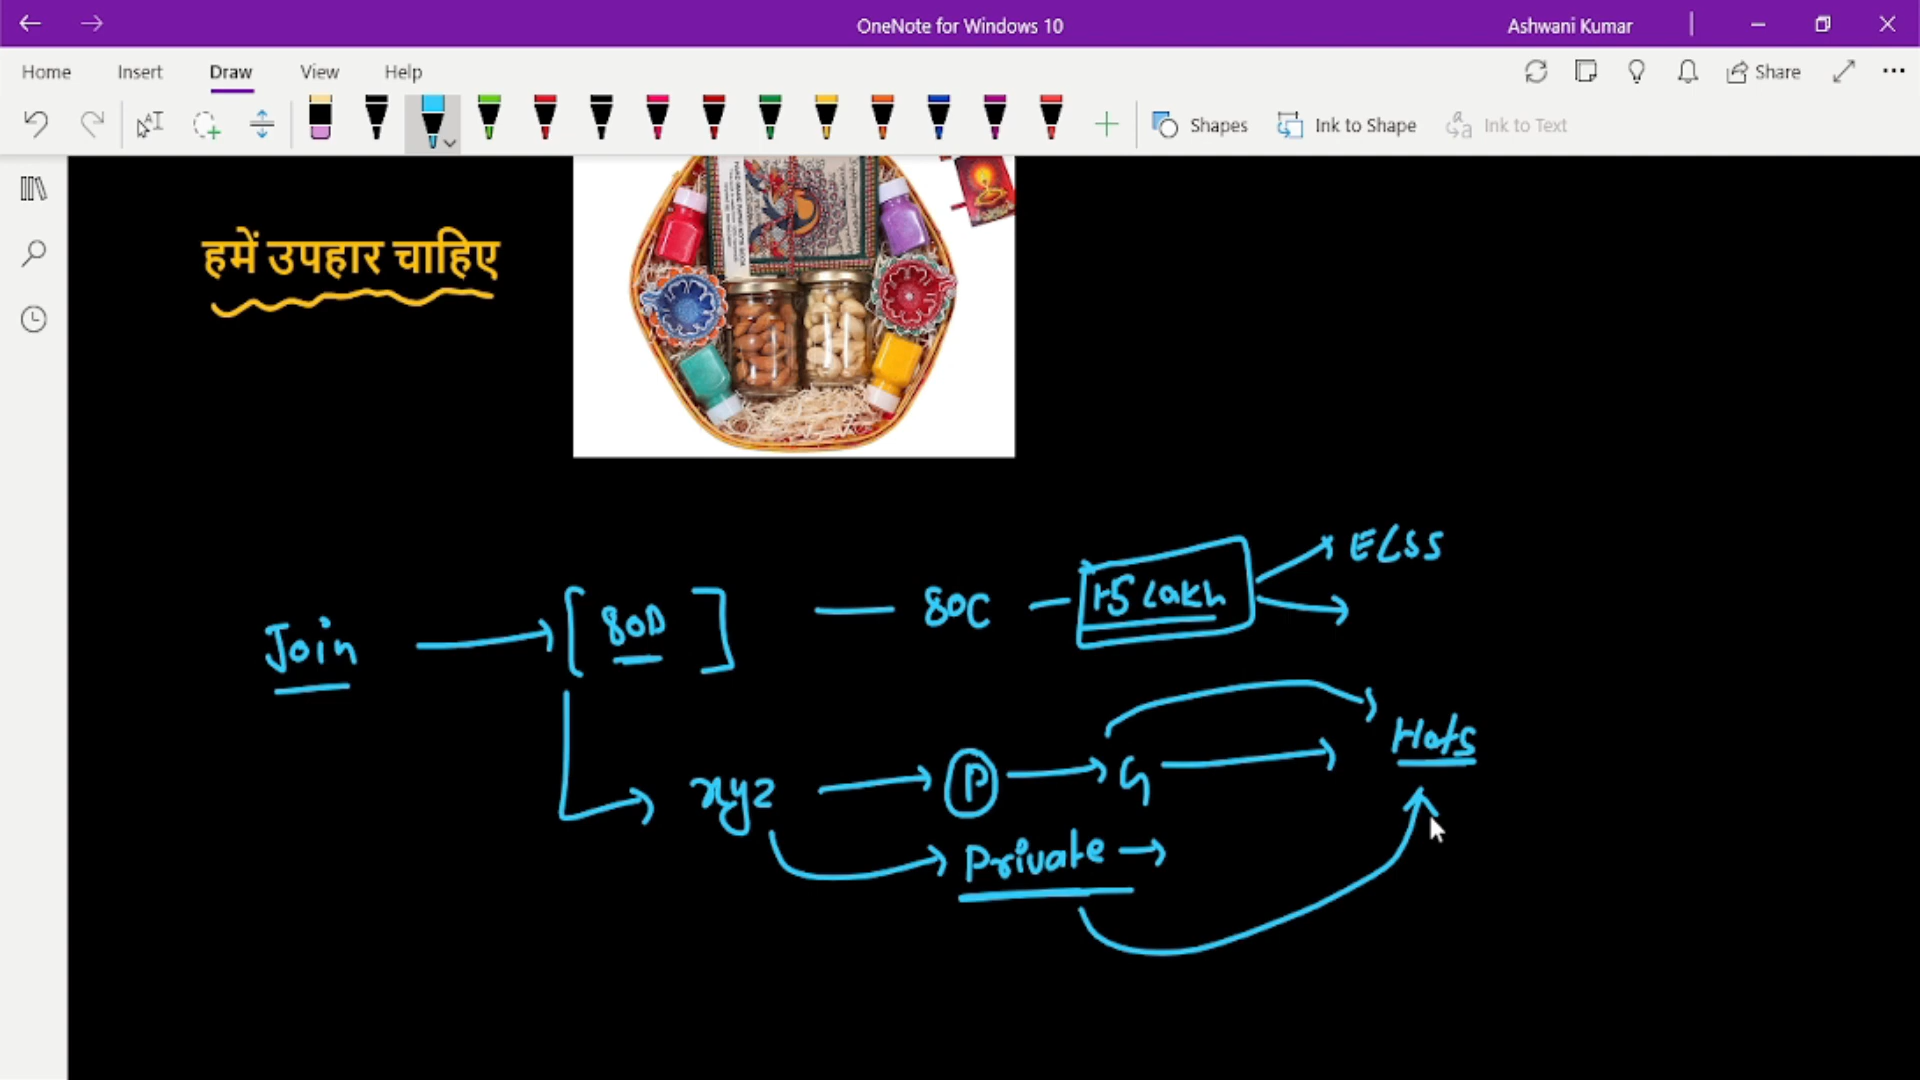 OneNote for Windows 10
Ashwani Kumar
Home Insert Draw View Help
Share
Shapes Ink to Shape Ink to Text
हमें उपहार चाहिए
Join [80D] 80C 1.5 Lakh ELSS
xyz P G Hots
Private